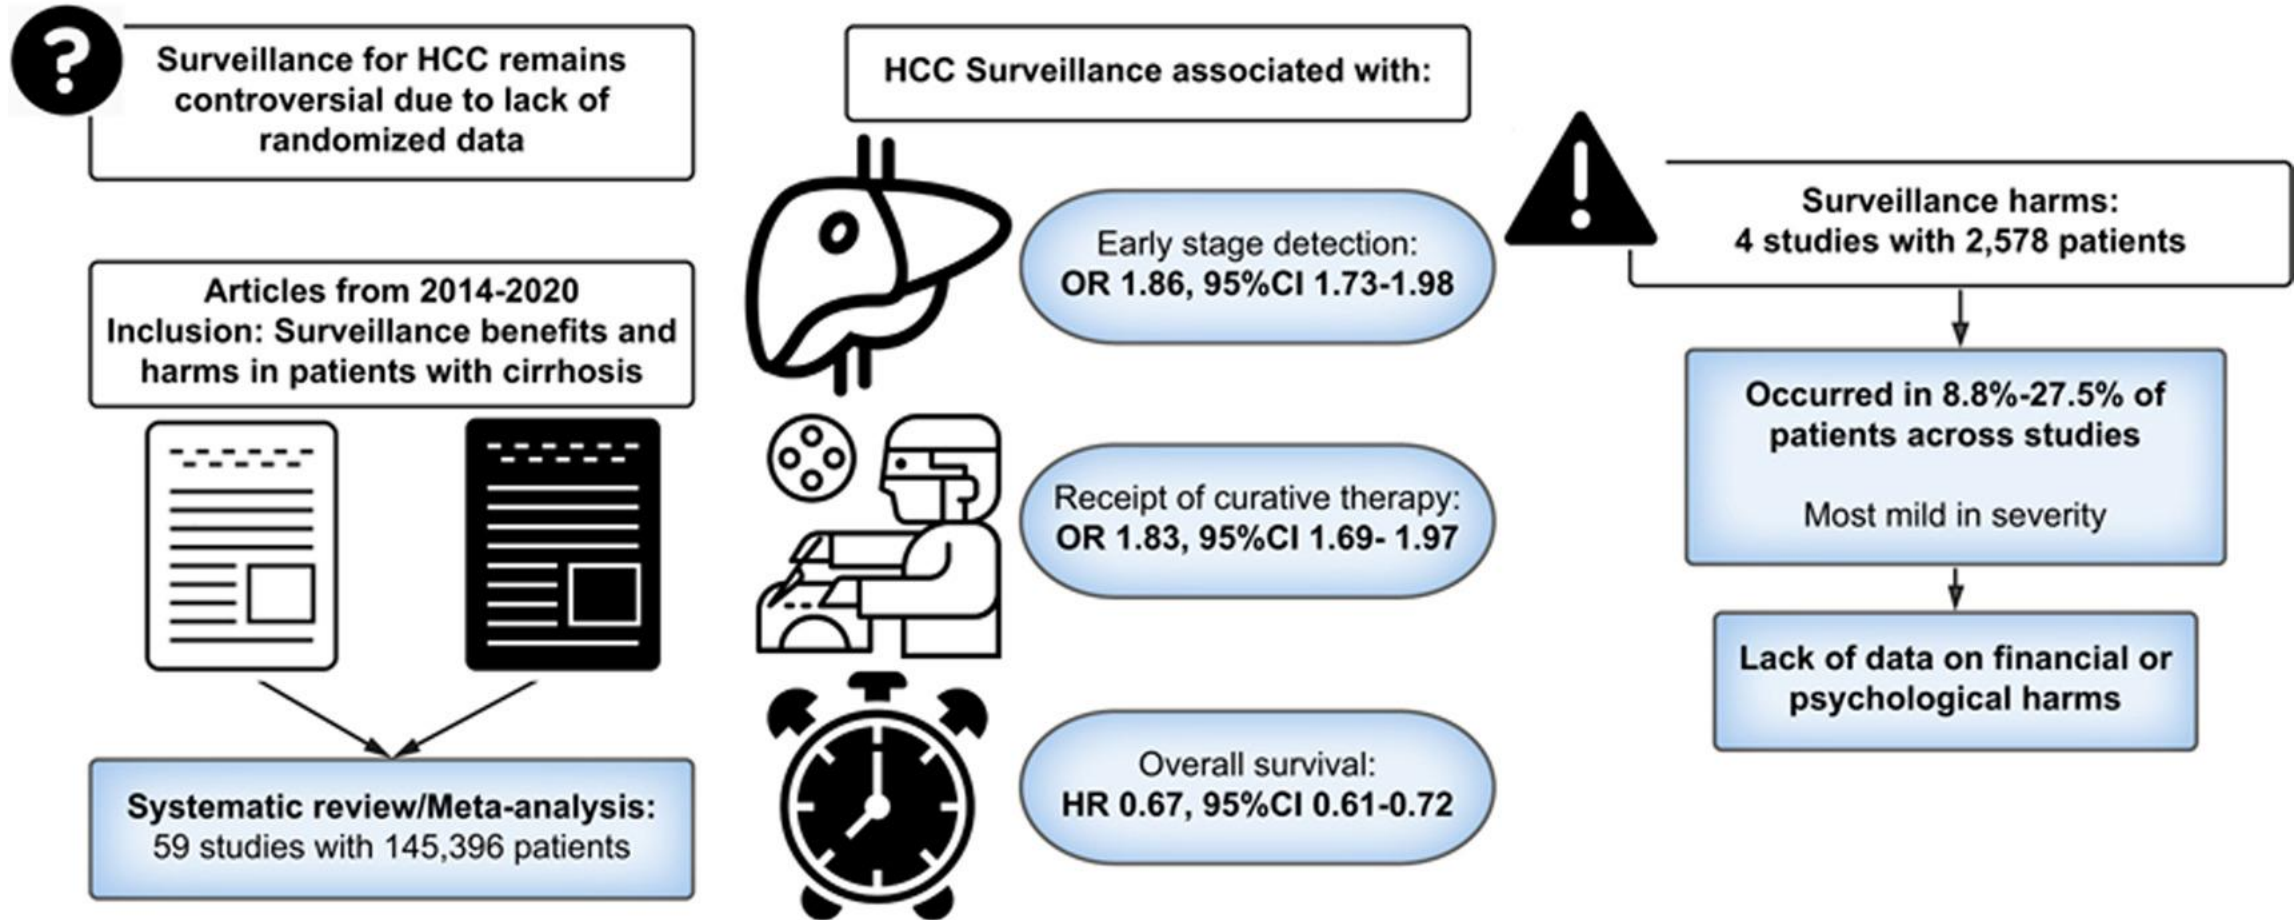 ?
Surveillance for HCC remains
controversial due to lack of
randomized data
Articles from 2014-2020
Inclusion: Surveillance benefits and
harms in patients with cirrhosis
Systematic review/Meta-analysis:
59 studies with 145,396 patients
HCC Surveillance associated with:
Early stage detection:
OR 1.86, 95%CI 1.73-1.98
Receipt of curative therapy:
OR 1.83, 95%CI 1.69- 1.97
Overall survival:
HR 0.67, 95%CI 0.61-0.72
!
Surveillance harms:
4 studies with 2,578 patients
Occurred in 8.8%-27.5% of
patients across studies
Most mild in severity
Lack of data on financial or
psychological harms